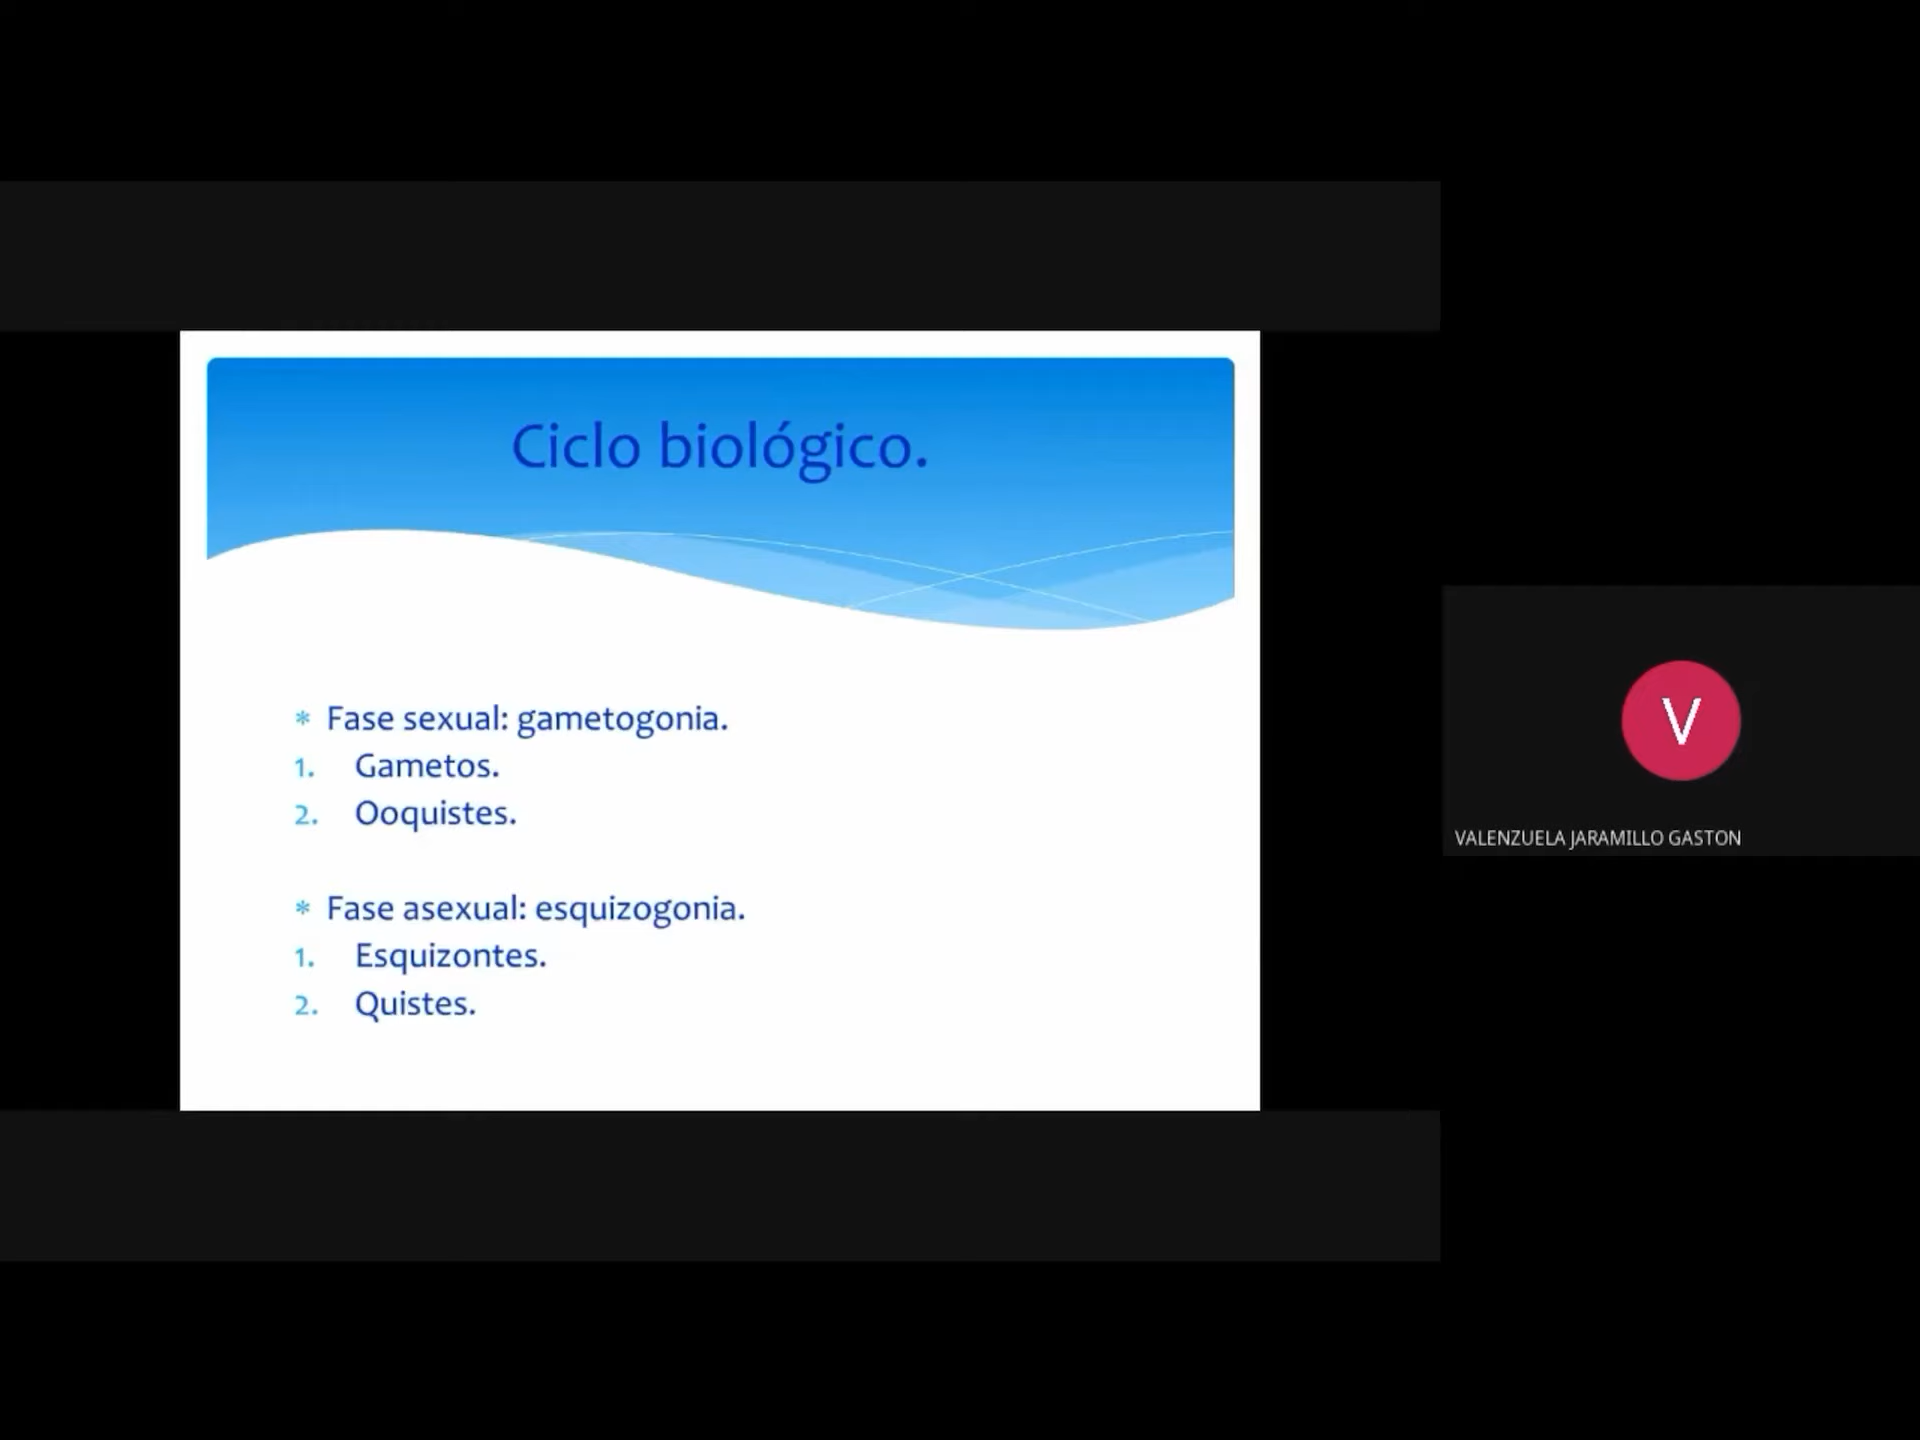 Ciclo biológico.
* Fase sexual: gametogonia.
1. Gametos.
2. Ooquistes.
* Fase asexual: esquizogonia.
1. Esquizontes.
2. Quistes.
V
VALENZUELA JARAMILLO GASTON